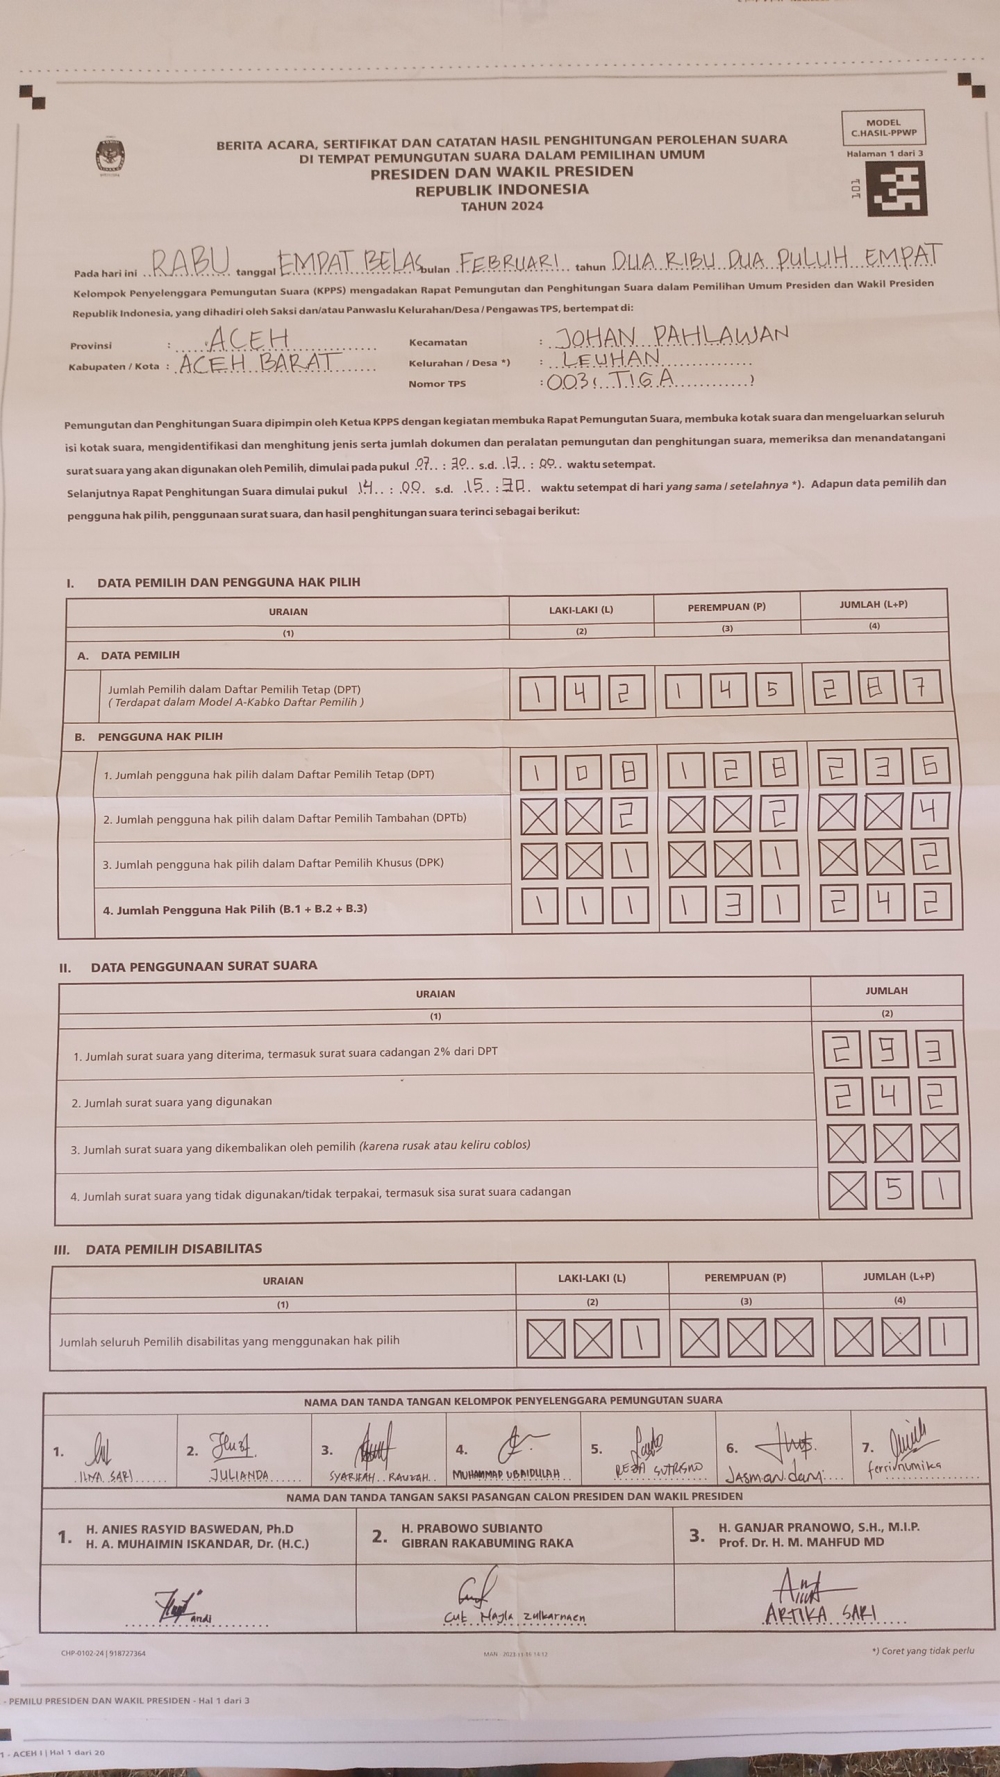 MODEL
C.HASIL-PPWP
BERITA ACARA, SERTIFIKAT DAN CATATAN HASIL PENGHITUNGAN PEROLEHAN SUARA
DI TEMPAT PEMUNGUTAN SUARA DALAM PEMILIHAN UMUM
PRESIDEN DAN WAKIL PRESIDEN
REPUBLIK INDONESIA
TAHUN 2024
Halaman 1 dari 3
101
Pada hari ini RABU tanggal EMPAT BELAS bulan FEBRUARI tahun DUA RIBU DUA PULUH EMPAT
Kelompok Penyelenggara Pemungutan Suara (KPPS) mengadakan Rapat Pemungutan dan Penghitungan Suara dalam Pemilihan Umum Presiden dan Wakil Presiden
Republik Indonesia, yang dihadiri oleh Saksi dan/atau Panwaslu Kelurahan/Desa / Pengawas TPS, bertempat di:
Provinsi : ACEH Kecamatan : JOHAN PAHLAWAN
Kabupaten / Kota : ACEH BARAT Kelurahan / Desa *) : LEUHAN
Nomor TPS : 003, TIGA )
Pemungutan dan Penghitungan Suara dipimpin oleh Ketua KPPS dengan kegiatan membuka Rapat Pemungutan Suara, membuka kotak suara dan mengeluarkan seluruh
isi kotak suara, mengidentifikasi dan menghitung jenis serta jumlah dokumen dan peralatan pemungutan dan penghitungan suara, memeriksa dan menandatangani
surat suara yang akan digunakan oleh Pemilih, dimulai pada pukul 07 : 30 s.d. 13 : 00 waktu setempat.
Selanjutnya Rapat Penghitungan Suara dimulai pukul 14 : 00 s.d. 15 : 30 waktu setempat di hari yang sama / setelahnya *). Adapun data pemilih dan
pengguna hak pilih, penggunaan surat suara, dan hasil penghitungan suara terinci sebagai berikut:
I. DATA PEMILIH DAN PENGGUNA HAK PILIH
URAIAN LAKI-LAKI (L) PEREMPUAN (P) JUMLAH (L+P)
(1) (2) (3) (4)
A. DATA PEMILIH
Jumlah Pemilih dalam Daftar Pemilih Tetap (DPT) 1 4 2 1 4 5 2 8 7
( Terdapat dalam Model A-Kabko Daftar Pemilih )
B. PENGGUNA HAK PILIH
1. Jumlah pengguna hak pilih dalam Daftar Pemilih Tetap (DPT) 1 0 8 1 2 8 2 3 6
2. Jumlah pengguna hak pilih dalam Daftar Pemilih Tambahan (DPTb) X X 2 X X 2 X X 4
3. Jumlah pengguna hak pilih dalam Daftar Pemilih Khusus (DPK) X X 1 X X 1 X X 2
4. Jumlah Pengguna Hak Pilih (B.1 + B.2 + B.3) 1 1 1 1 3 1 2 4 2
II. DATA PENGGUNAAN SURAT SUARA
URAIAN JUMLAH
(1) (2)
1. Jumlah surat suara yang diterima, termasuk surat suara cadangan 2% dari DPT 2 9 3
2. Jumlah surat suara yang digunakan 2 4 2
3. Jumlah surat suara yang dikembalikan oleh pemilih (karena rusak atau keliru coblos) X X X
4. Jumlah surat suara yang tidak digunakan/tidak terpakai, termasuk sisa surat suara cadangan X 5 1
III. DATA PEMILIH DISABILITAS
URAIAN LAKI-LAKI (L) PEREMPUAN (P) JUMLAH (L+P)
(1) (2) (3) (4)
Jumlah seluruh Pemilih disabilitas yang menggunakan hak pilih X X 1 X X X X X 1
NAMA DAN TANDA TANGAN KELOMPOK PENYELENGGARA PEMUNGUTAN SUARA
1. 2. 3. 4. 5. 6. 7.
ILNA SARI JULIANDA SYARIFAH RAUZAH MUHAMMAD UBAIDULAH REZA SUTRISNO Jasman dany ferrivnumika
NAMA DAN TANDA TANGAN SAKSI PASANGAN CALON PRESIDEN DAN WAKIL PRESIDEN
1. H. ANIES RASYID BASWEDAN, Ph.D 2. H. PRABOWO SUBIANTO 3. H. GANJAR PRANOWO, S.H., M.I.P.
H. A. MUHAIMIN ISKANDAR, Dr. (H.C.) GIBRAN RAKABUMING RAKA Prof. Dr. H. M. MAHFUD MD
Andi Cut Nayla Zulkarnaen ARTIKA SARI
CHP-0102-24 | 918727364 *) Coret yang tidak perlu
- PEMILU PRESIDEN DAN WAKIL PRESIDEN - Hal 1 dari 3
1 - ACEH I | Hal 1 dari 20